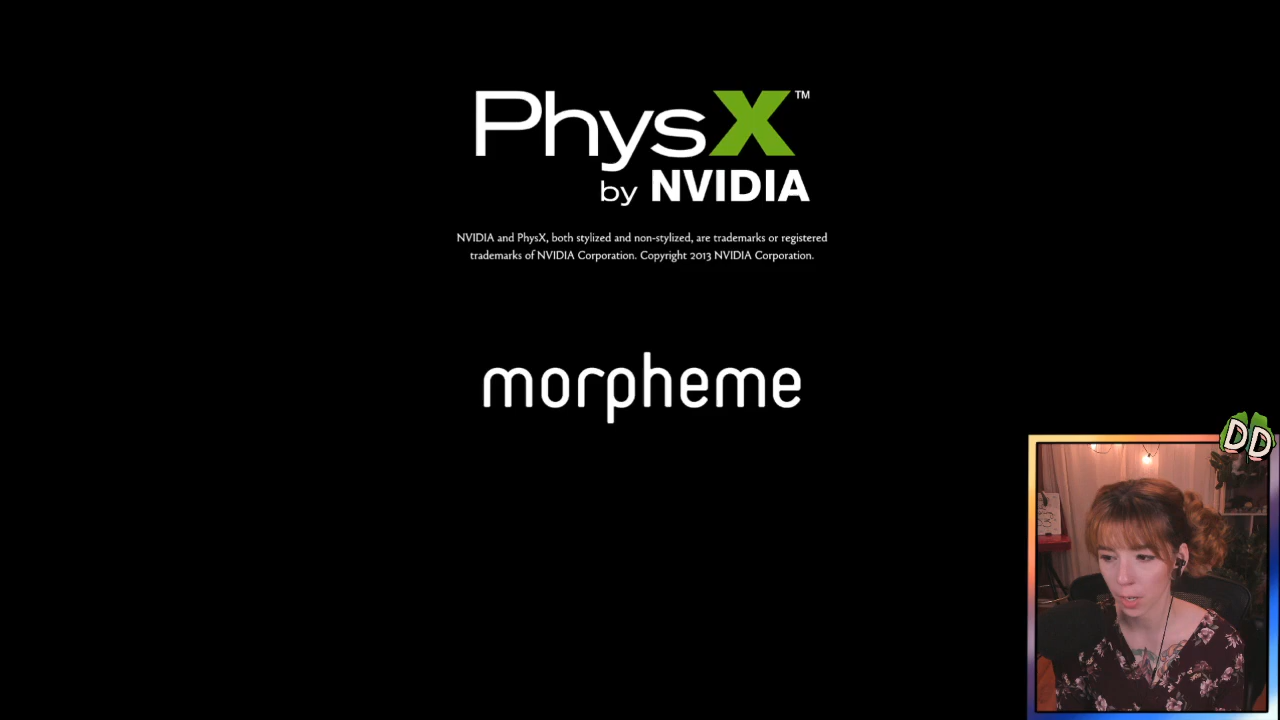 PhysX™
by NVIDIA
NVIDIA and PhysX, both stylized and non-stylized, are trademarks or registered
trademarks of NVIDIA Corporation. Copyright 2013 NVIDIA Corporation.
morpheme
DD